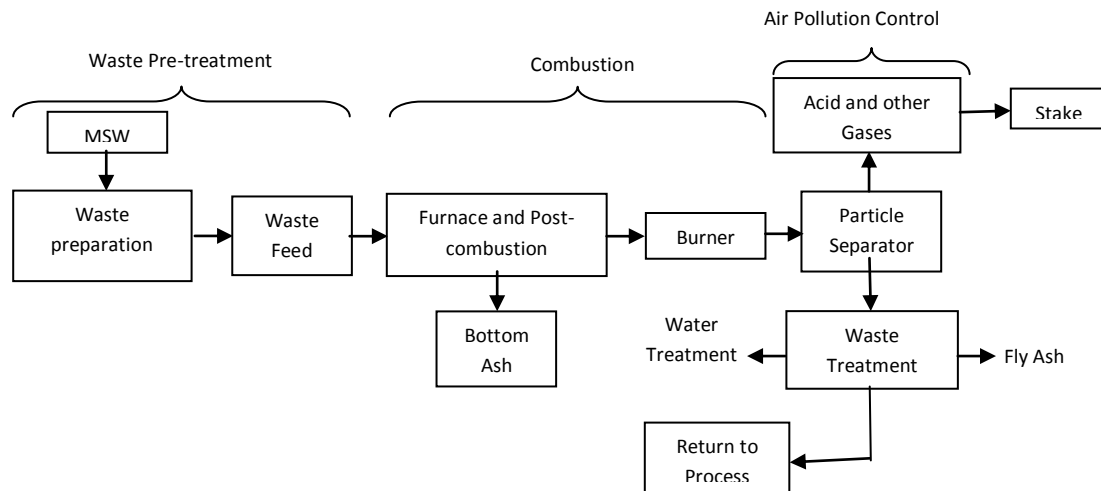 Air Pollution Control
Waste Pre-treatment
Combustion
MSW
Acid and other
Gases
Stake
Waste
preparation
Waste
Feed
Furnace and Post-
combustion
Burner
Particle
Separator
Bottom
Ash
Water
Treatment
Waste
Treatment
Fly Ash
Return to
Process